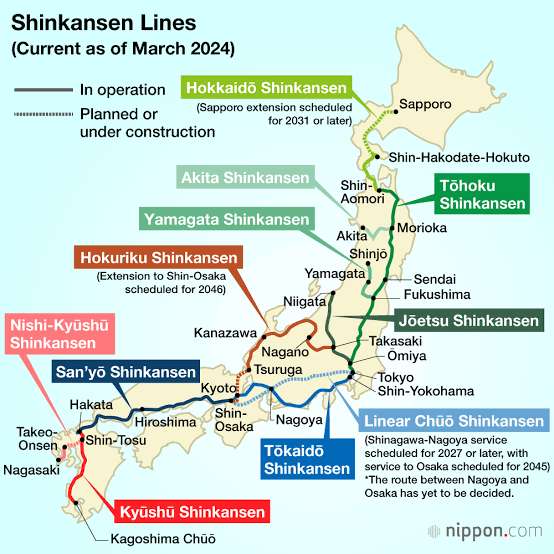 Shinkansen Lines
(Current as of March 2024)
In operation
Planned or
under construction
Hokkaidō Shinkansen
(Sapporo extension scheduled
for 2031 or later)
Sapporo
Shin-Hakodate-Hokuto
Akita Shinkansen
Shin-
Aomori
Tōhoku
Shinkansen
Yamagata Shinkansen
Akita
Morioka
Shinjō
Hokuriku Shinkansen
(Extension to Shin-Osaka
scheduled for 2046)
Yamagata
Sendai
Niigata
Fukushima
Nishi-Kyūshū
Shinkansen
Kanazawa
Jōetsu Shinkansen
Nagano
Takasaki
Ōmiya
San'yō Shinkansen
Tsuruga
Kyoto
Tokyo
Shin-Yokohama
Hakata
Hiroshima
Shin-
Osaka
Nagoya
Linear Chūō Shinkansen
(Shinagawa-Nagoya service
scheduled for 2027 or later, with
service to Osaka scheduled for 2045)
*The route between Nagoya and
Osaka has yet to be decided.
Takeo-
Onsen
Shin-Tosu
Nagasaki
Tōkaidō
Shinkansen
Kyūshū Shinkansen
Kagoshima Chūō
nippon.com